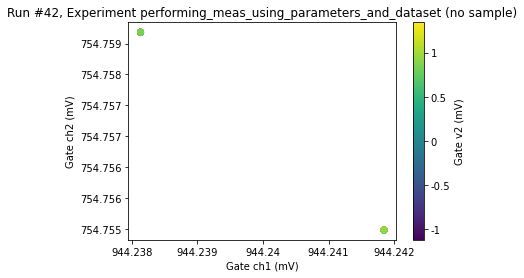 Run #42, Experiment performing_meas_using_parameters_and_dataset (no sample)
754.759
754.758
754.757
754.757
754.756
754.756
754.755
Gate ch2 (mV)
944.238 944.239 944.24 944.241 944.242
Gate ch1 (mV)
1
0.5
0
-0.5
-1
Gate v2 (mV)